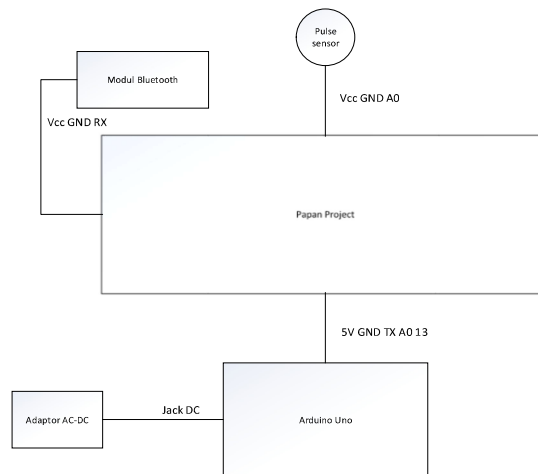 Pulse
sensor
Modul Bluetooth
Vcc GND A0
Vcc GND RX
Papan Project
5V GND TX A0 13
Jack DC
Adaptor AC-DC
Arduino Uno